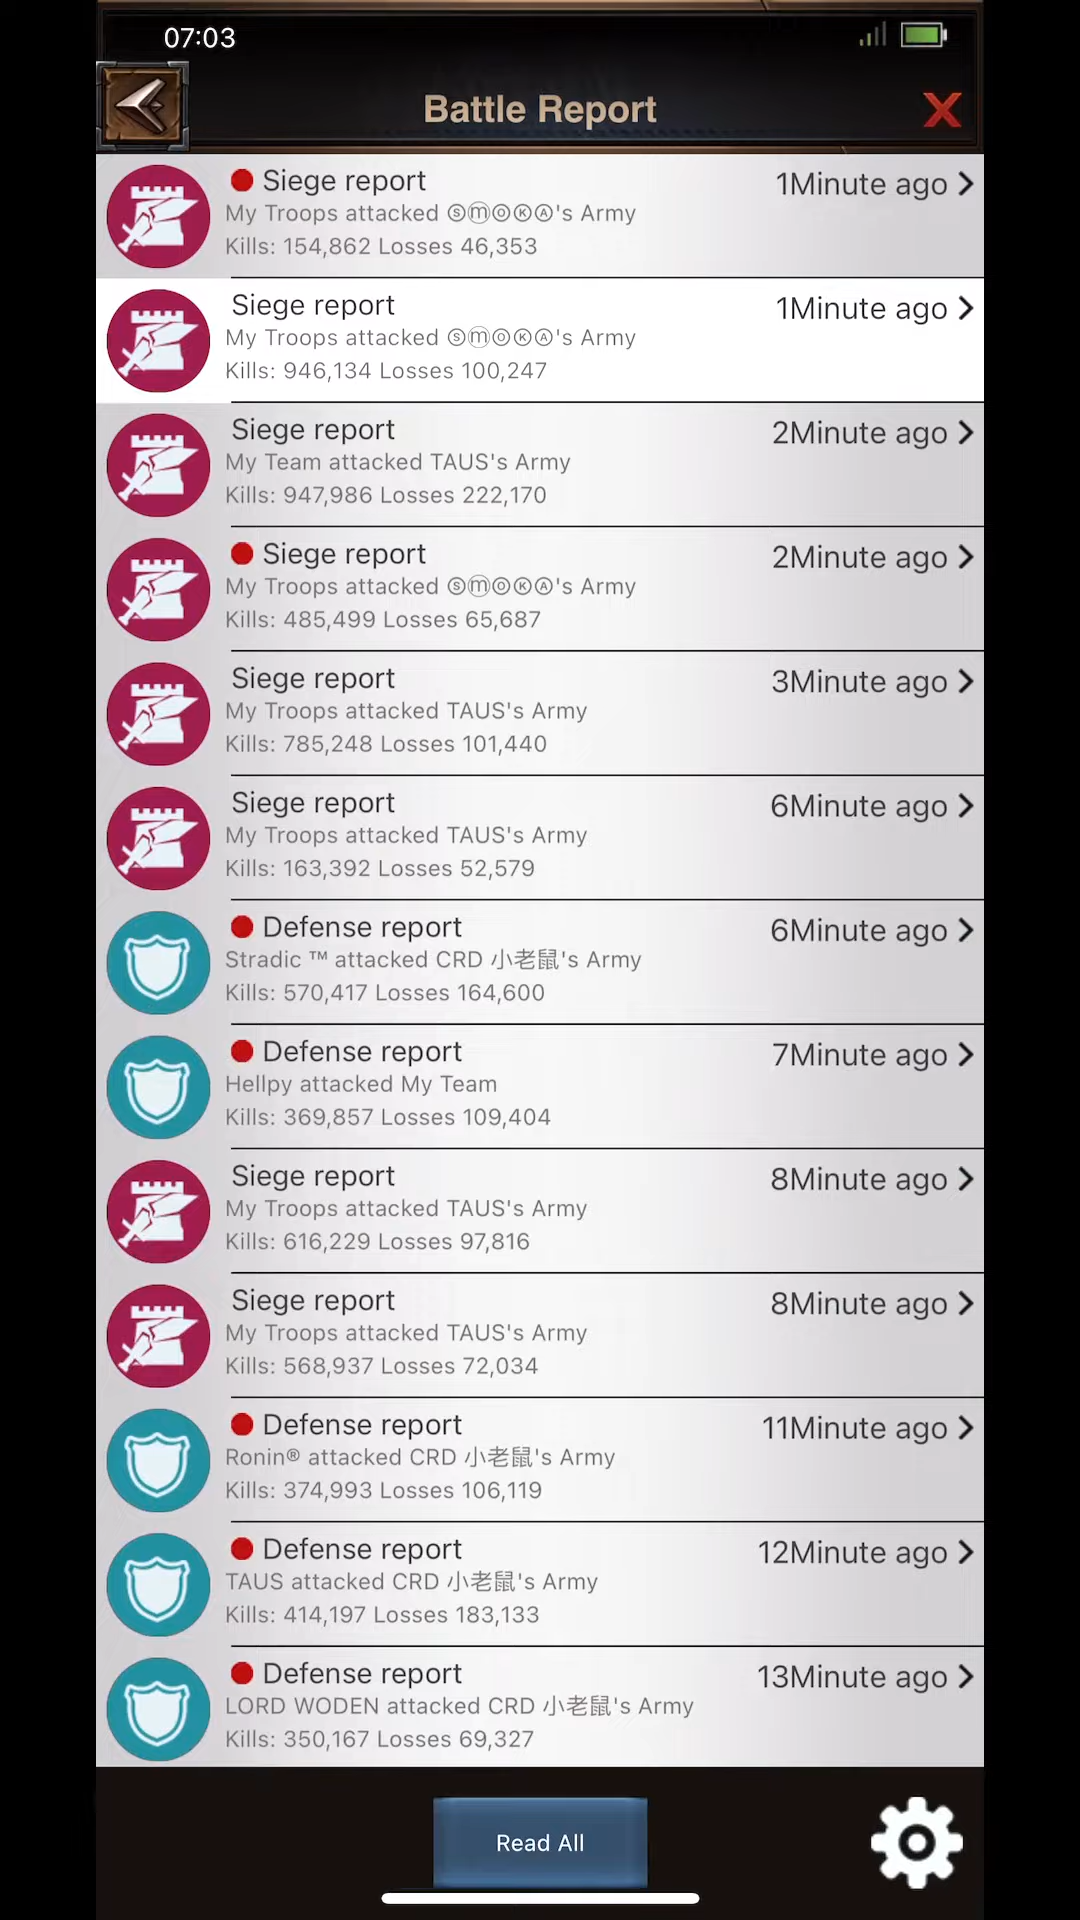 07:03
Battle Report
Siege report
1Minute ago
My Troops attacked ⓢⓜⓞⓀⒶ's Army
Kills: 154,862 Losses 46,353
Siege report
1Minute ago
My Troops attacked ⓢⓜⓞⓀⒶ's Army
Kills: 946,134 Losses 100,247
Siege report
2Minute ago
My Team attacked TAUS's Army
Kills: 947,986 Losses 222,170
Siege report
2Minute ago
My Troops attacked ⓢⓜⓞⓀⒶ's Army
Kills: 485,499 Losses 65,687
Siege report
3Minute ago
My Troops attacked TAUS's Army
Kills: 785,248 Losses 101,440
Siege report
6Minute ago
My Troops attacked TAUS's Army
Kills: 163,392 Losses 52,579
Defense report
6Minute ago
Stradic ™ attacked CRD 小老鼠's Army
Kills: 570,417 Losses 164,600
Defense report
7Minute ago
Hellpy attacked My Team
Kills: 369,857 Losses 109,404
Siege report
8Minute ago
My Troops attacked TAUS's Army
Kills: 616,229 Losses 97,816
Siege report
8Minute ago
My Troops attacked TAUS's Army
Kills: 568,937 Losses 72,034
Defense report
11Minute ago
Ronin® attacked CRD 小老鼠's Army
Kills: 374,993 Losses 106,119
Defense report
12Minute ago
TAUS attacked CRD 小老鼠's Army
Kills: 414,197 Losses 183,133
Defense report
13Minute ago
LORD WODEN attacked CRD 小老鼠's Army
Kills: 350,167 Losses 69,327
Read All